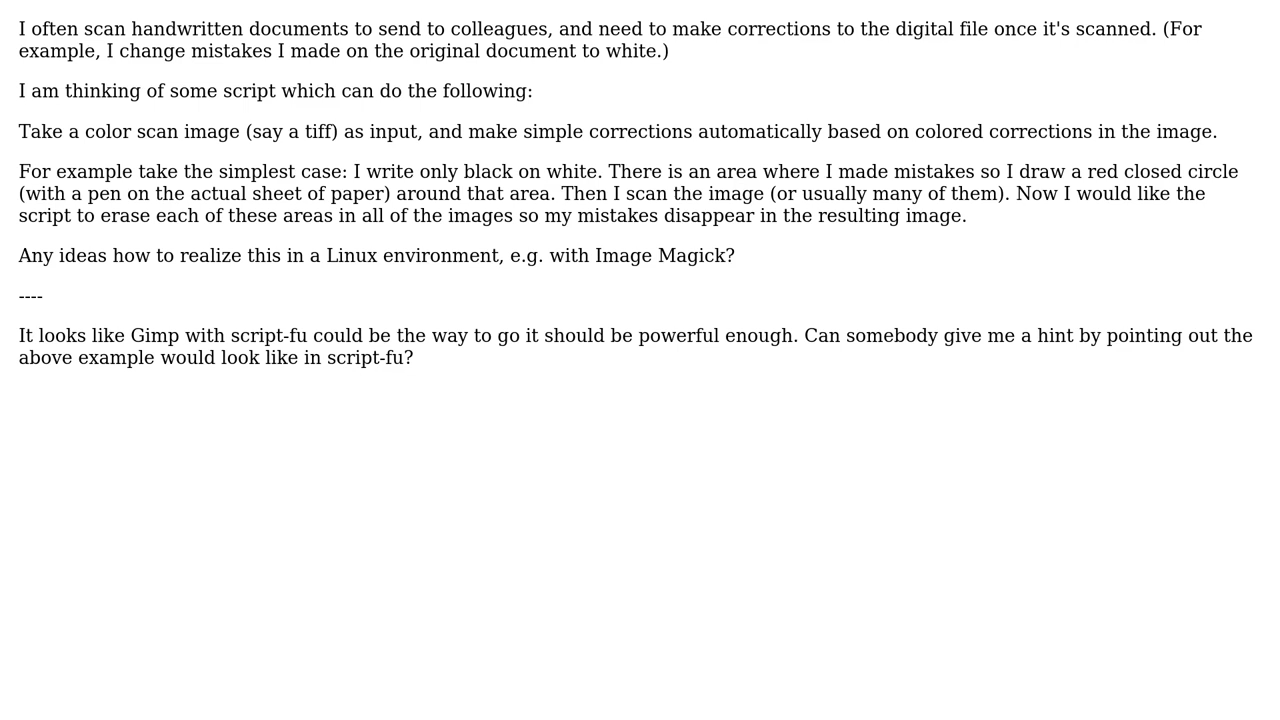 I often scan handwritten documents to send to colleagues, and need to make corrections to the digital file once it's scanned. (For
example, I change mistakes I made on the original document to white.)
I am thinking of some script which can do the following:
Take a color scan image (say a tiff) as input, and make simple corrections automatically based on colored corrections in the image.
For example take the simplest case: I write only black on white. There is an area where I made mistakes so I draw a red closed circle
(with a pen on the actual sheet of paper) around that area. Then I scan the image (or usually many of them). Now I would like the
script to erase each of these areas in all of the images so my mistakes disappear in the resulting image.
Any ideas how to realize this in a Linux environment, e.g. with Image Magick?
----
It looks like Gimp with script-fu could be the way to go it should be powerful enough. Can somebody give me a hint by pointing out the
above example would look like in script-fu?